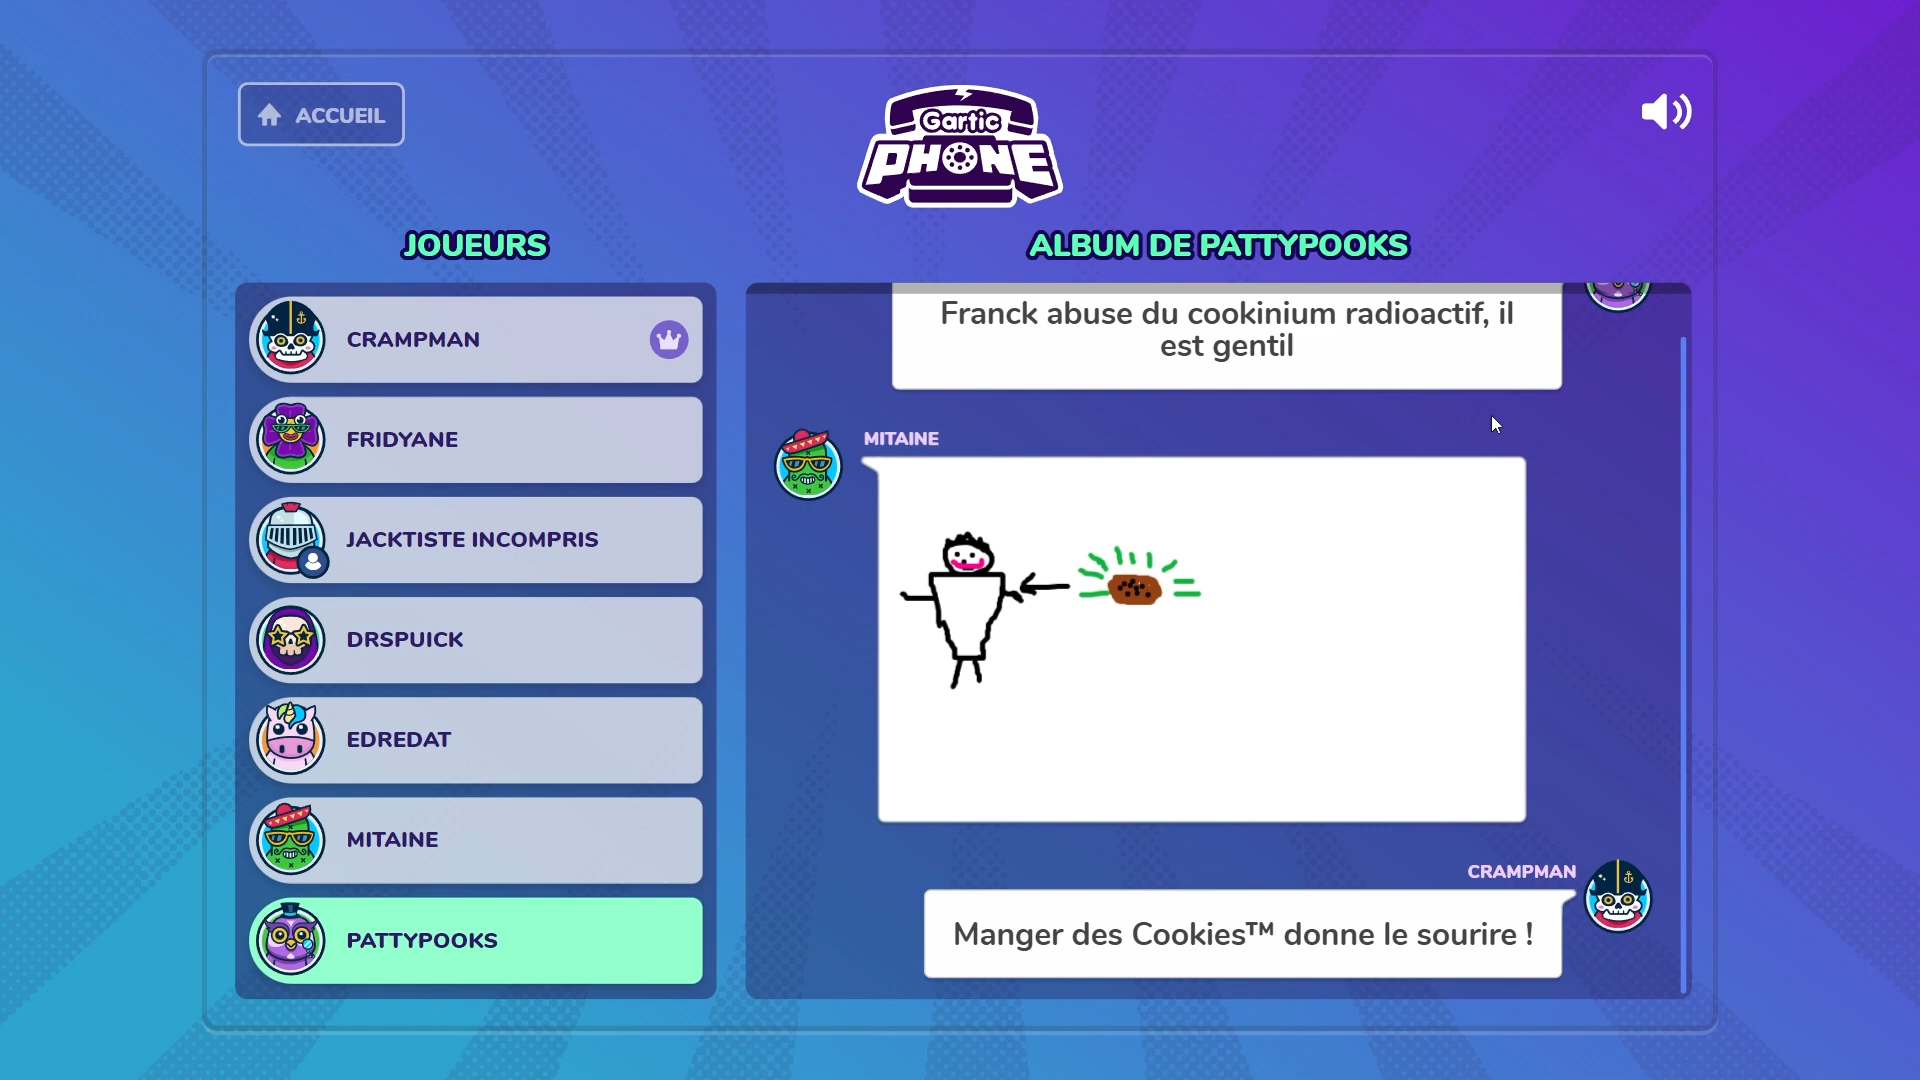 ACCUEIL
Gartic
PHONE
JOUEURS
CRAMPMAN
FRIDYANE
JACKTISTE INCOMPRIS
DRSPUICK
EDREDAT
MITAINE
PATTYPOOKS
ALBUM DE PATTYPOOKS
Franck abuse du cookinium radioactif, il
est gentil
MITAINE
CRAMPMAN
Manger des Cookies™ donne le sourire !